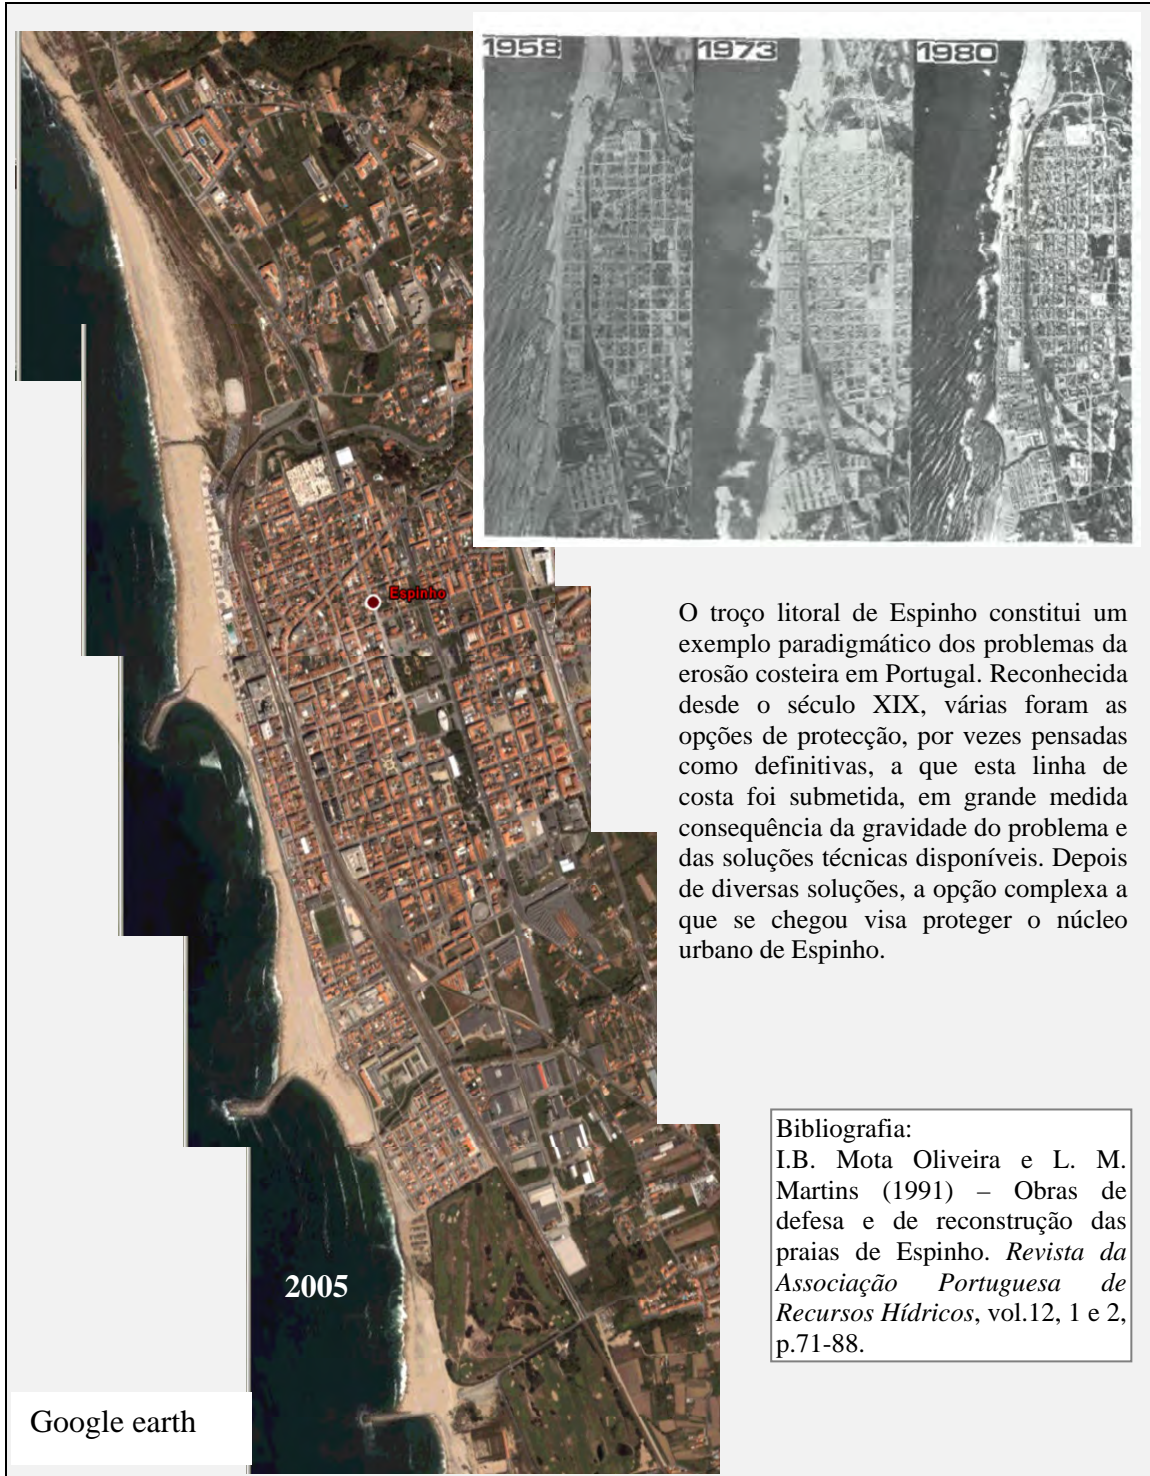 1958
1973
1980
Espinho
O troço litoral de Espinho constitui um
exemplo paradigmático dos problemas da
erosão costeira em Portugal. Reconhecida
desde o século XIX, várias foram as
opções de protecção, por vezes pensadas
como definitivas, a que esta linha de
costa foi submetida, em grande medida
consequência da gravidade do problema e
das soluções técnicas disponíveis. Depois
de diversas soluções, a opção complexa a
que se chegou visa proteger o núcleo
urbano de Espinho.
Bibliografia:
I.B. Mota Oliveira e L. M.
Martins (1991) – Obras de
defesa e de reconstrução das
praias de Espinho. Revista da
Associação Portuguesa de
Recursos Hídricos, vol.12, 1 e 2,
p.71-88.
2005
Google earth